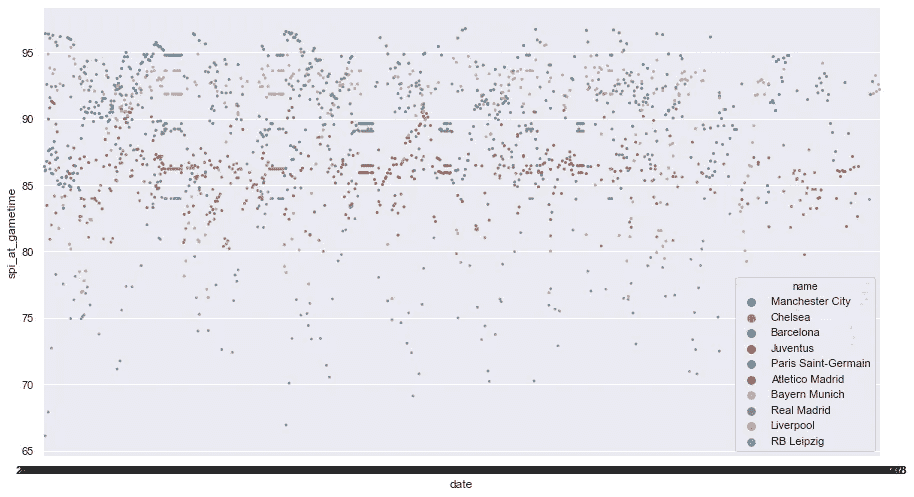 95
90
85
80
75
70
65
spi_at_gametime
name
Manchester City
Chelsea
Barcelona
Juventus
Paris Saint-Germain
Atletico Madrid
Bayern Munich
Real Madrid
Liverpool
RB Leipzig
date